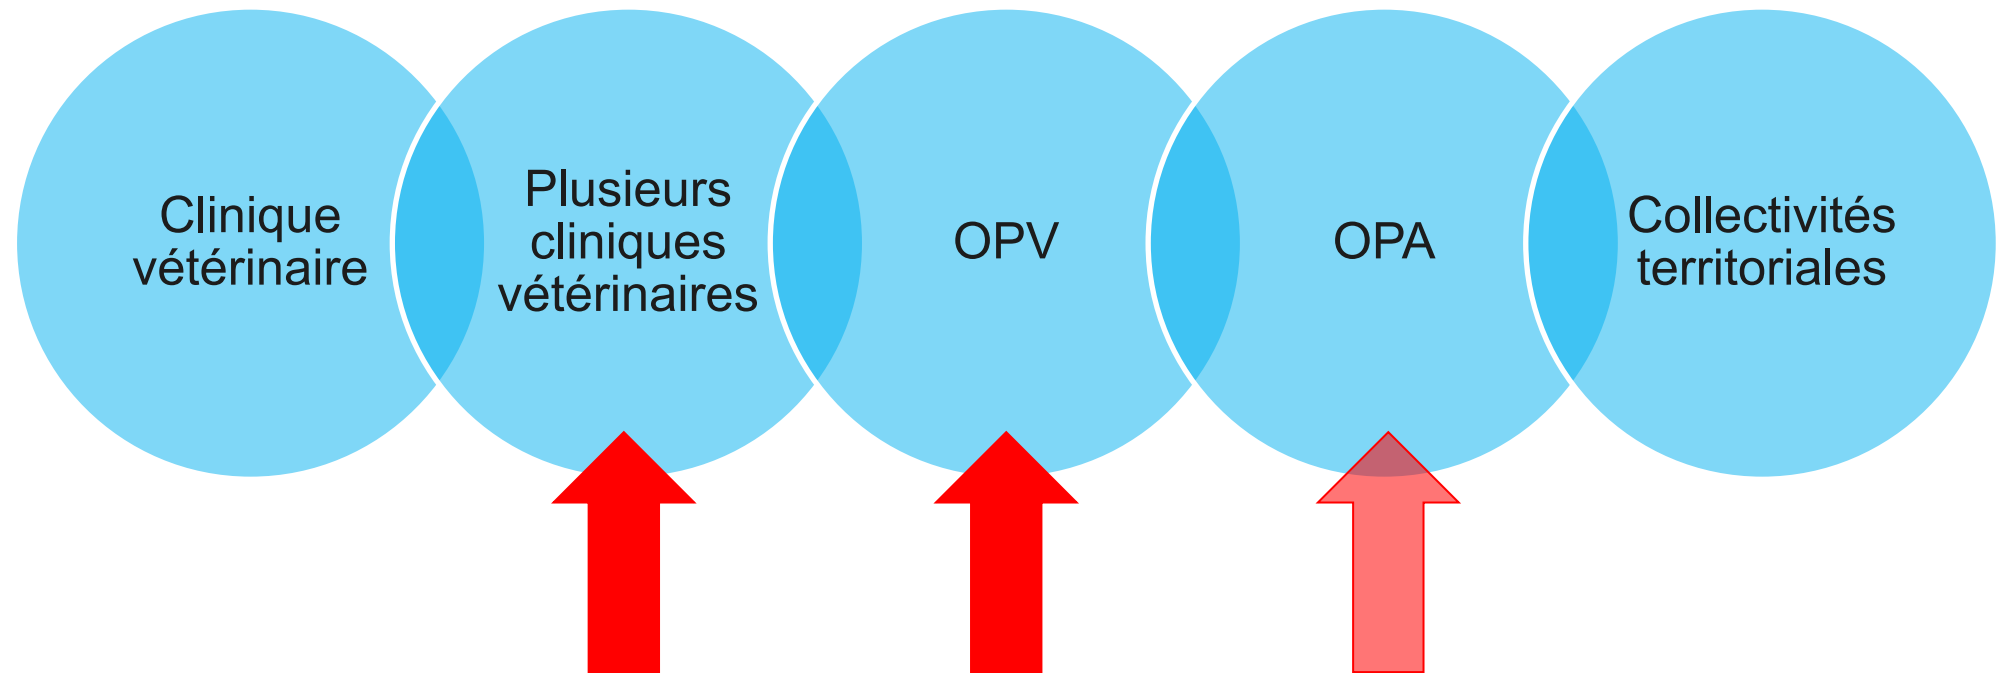 Clinique
vétérinaire
Plusieurs
cliniques
vétérinaires
OPV
OPA
Collectivités
territoriales